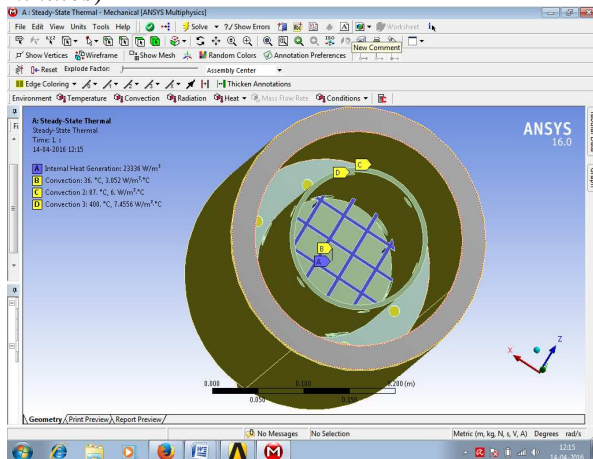 A : Steady-State Thermal - Mechanical [ANSYS Multiphysics]
File Edit View Units Tools Help Solve ?/ Show Errors A Worksheet
New Comment
Show Vertices Wireframe Show Mesh Random Colors Annotation Preferences
Reset Explode Factor: Assembly Center
Edge Coloring Thicken Annotations
Environment Temperature Convection Radiation Heat Mass Flow Rate Conditions
A: Steady-State Thermal
Steady-State Thermal
Time: 1. s
14-04-2016 12:15
A Internal Heat Generation: 23336 W/m³
B Convection: 36. °C, 3.052 W/m²·°C
C Convection 2: 87. °C, 6. W/m²·°C
D Convection 3: 408. °C, 7.4556 W/m²·°C
ANSYS
16.0
Graph
C
D
B
A
X
Z
0.000 0.100 0.200 (m)
0.050
Geometry Print Preview Report Preview
No Messages No Selection Metric (m, kg, N, s, V, A) Degrees rad/s
12:15
14-04-2016